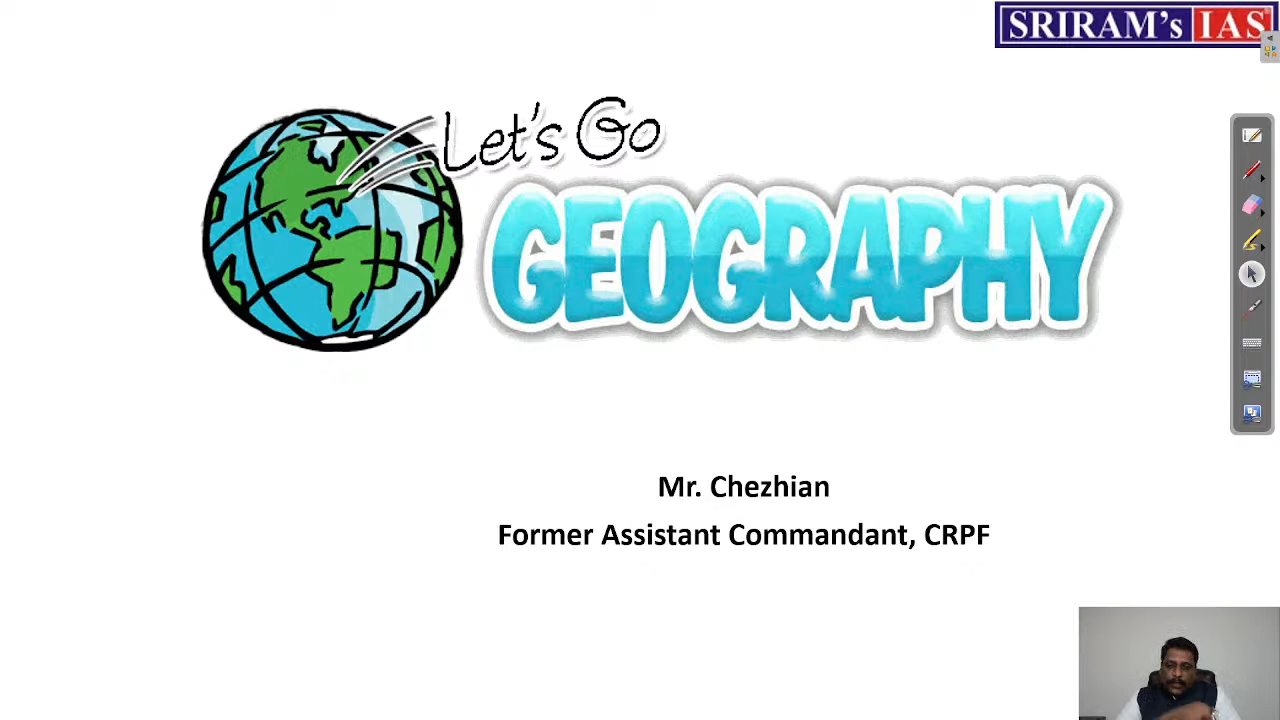 SRIRAM's IAS
Let's Go
GEOGRAPHY
Mr. Chezhian
Former Assistant Commandant, CRPF